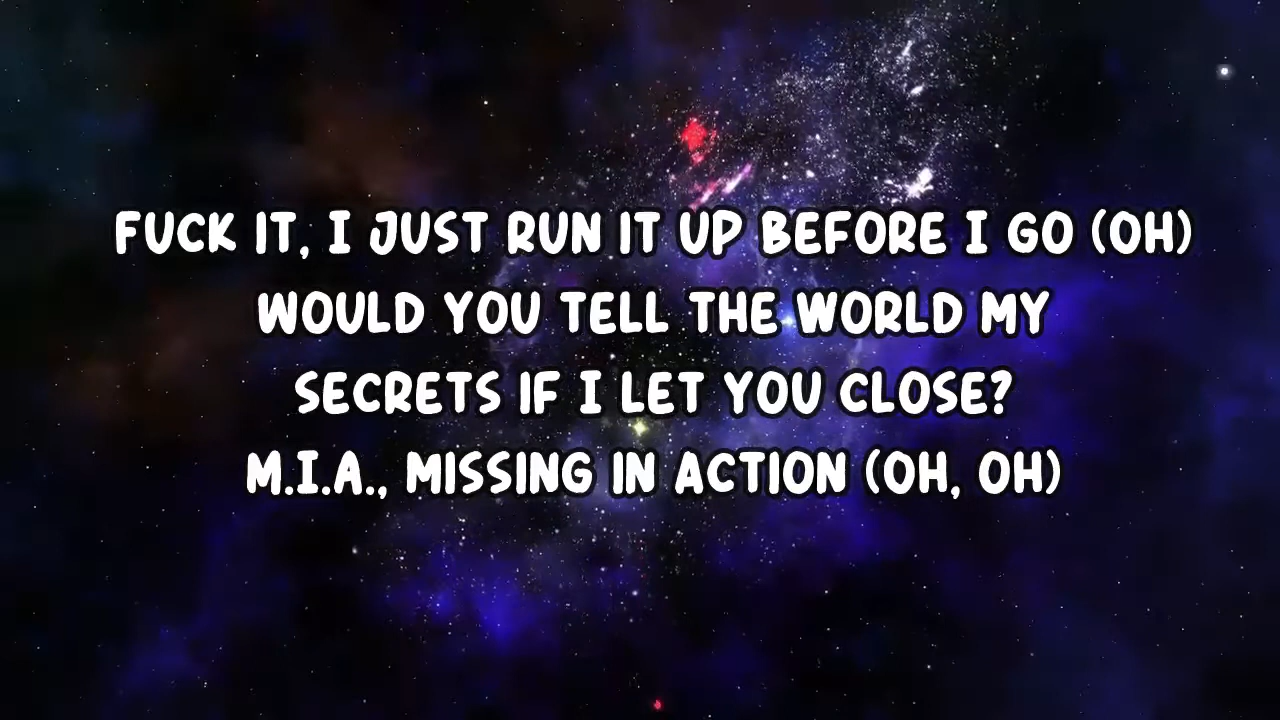 FUCK IT, I JUST RUN IT UP BEFORE I GO (OH)
WOULD YOU TELL THE WORLD MY
SECRETS IF I LET YOU CLOSE?
M.I.A., MISSING IN ACTION (OH, OH)